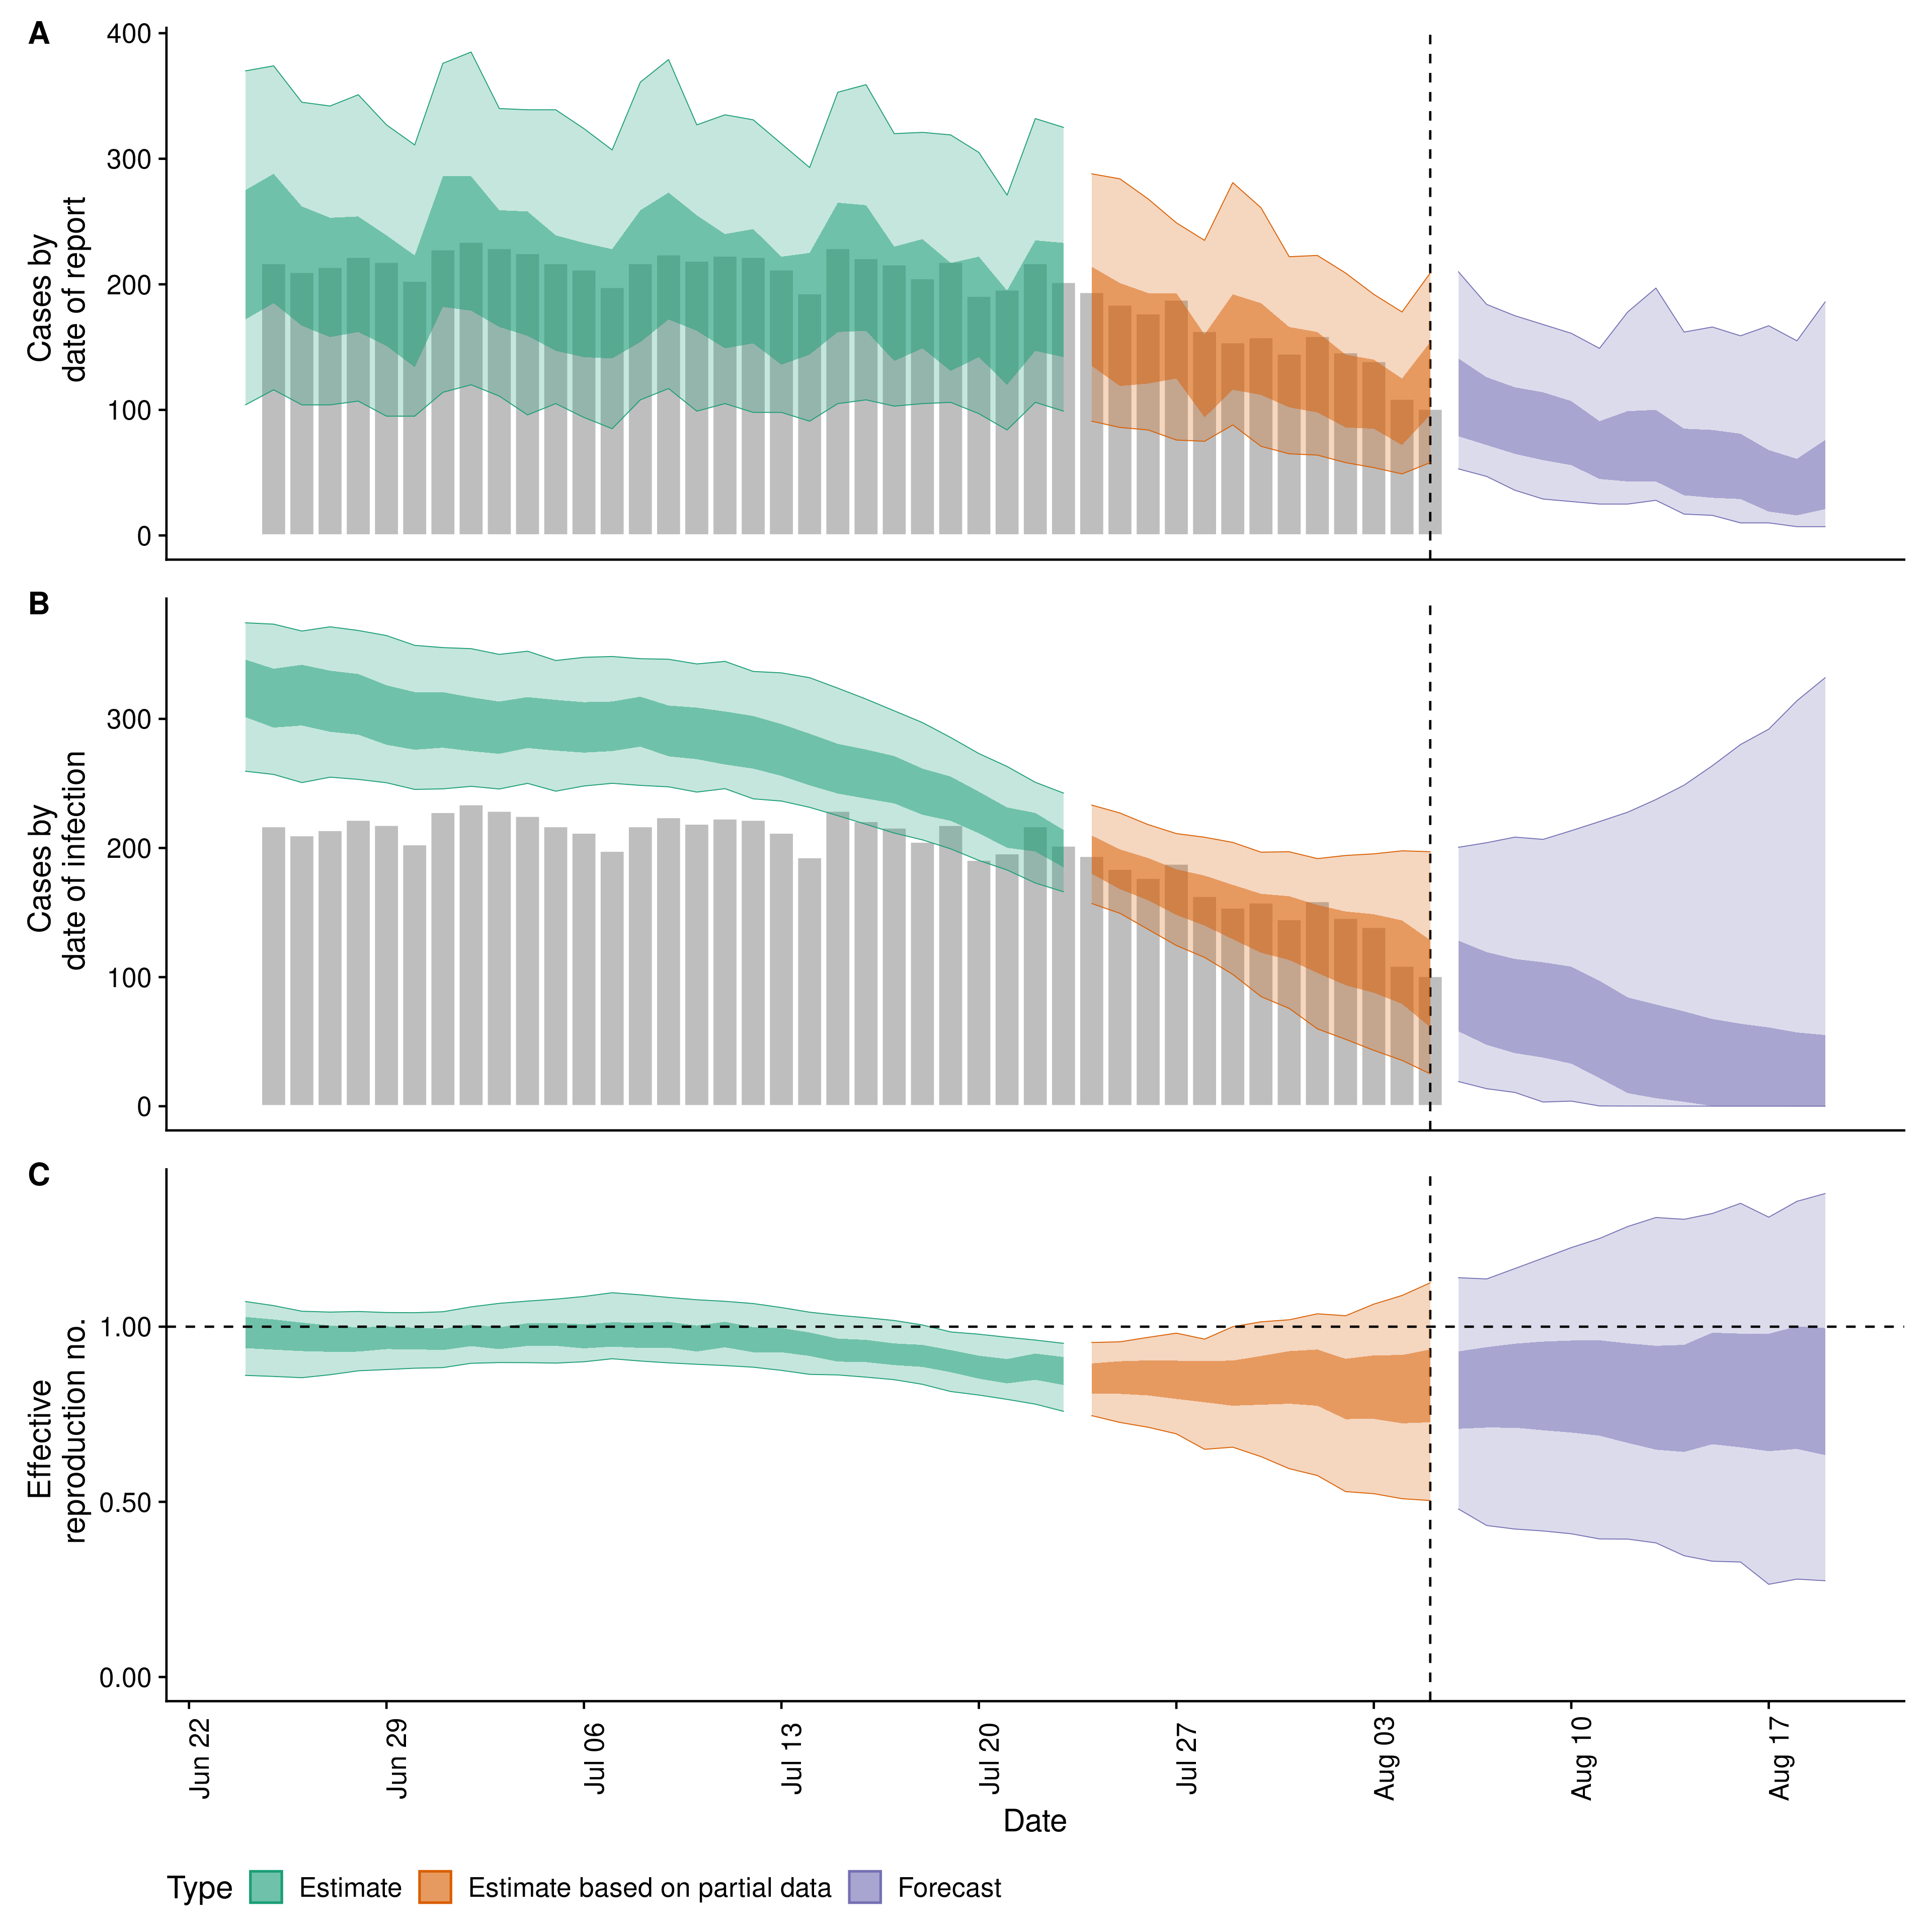 A
400
300
200
100
0
Cases by
date of report
B
300
200
100
0
Cases by
date of infection
C
1.00
0.50
0.00
Effective
reproduction no.
Jun 22
Jun 29
Jul 06
Jul 13
Jul 20
Jul 27
Aug 03
Aug 10
Aug 17
Date
Type Estimate Estimate based on partial data Forecast